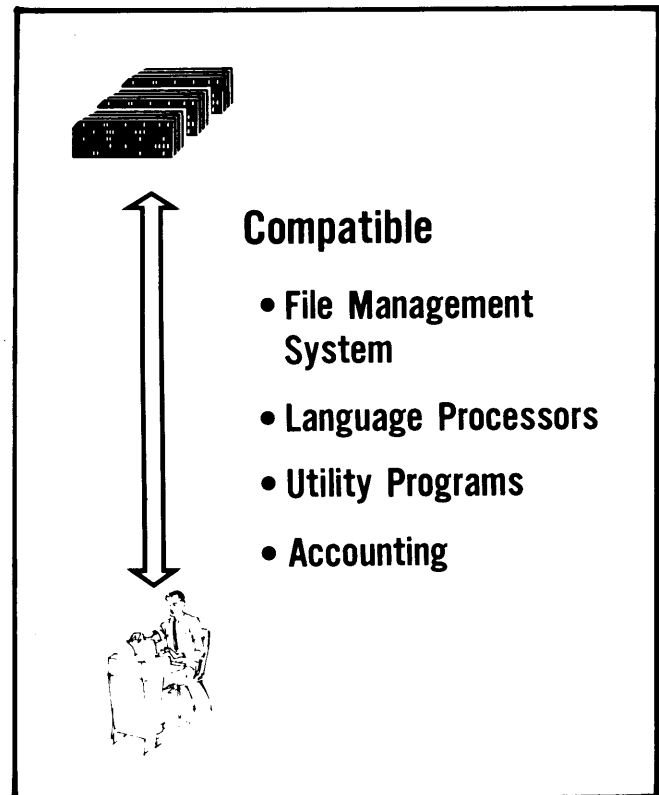 Compatible
• File Management
System
• Language Processors
• Utility Programs
• Accounting